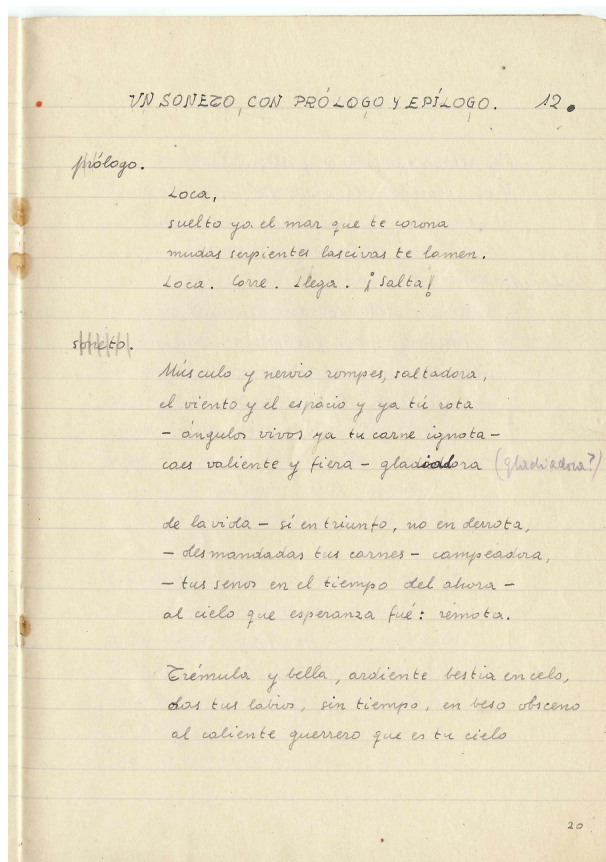 UN SONETO, CON PRÓLOGO Y EPÍLOGO. 12.
prólogo.
Loca,
suelto ya el mar que te corona
mudas serpientes lascivas te lamen.
Loca. Corre. Llega. ¡Salta!
soneto.
Músculo y nervio rompes, saltadora,
el viento y el espacio y ya tú rota
- ángulos vivos ya tu carne ignota -
caes valiente y fiera - gladiadora (gladiadora?)
de la vida - sí en triunfo, no en derrota,
- desmandadas tus carnes - campeadora,
- tus senos en el tiempo del ahora -
al cielo que esperanza fué: remota.
Trémula y bella, ardiente bestia en celo,
das tus labios, sin tiempo, en beso obsceno
al caliente guerrero que es tu cielo
20